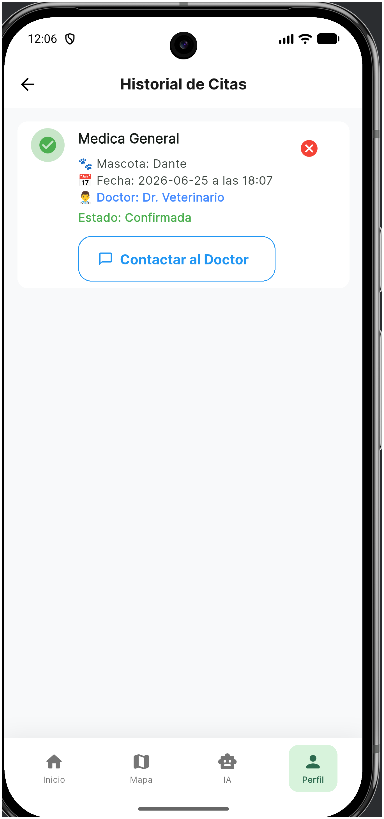 12:06
Historial de Citas
Medica General
🐾 Mascota: Dante
📅 Fecha: 2026-06-25 a las 18:07
👨‍⚕️ Doctor: Dr. Veterinario
Estado: Confirmada
Contactar al Doctor
Inicio Mapa IA Perfil